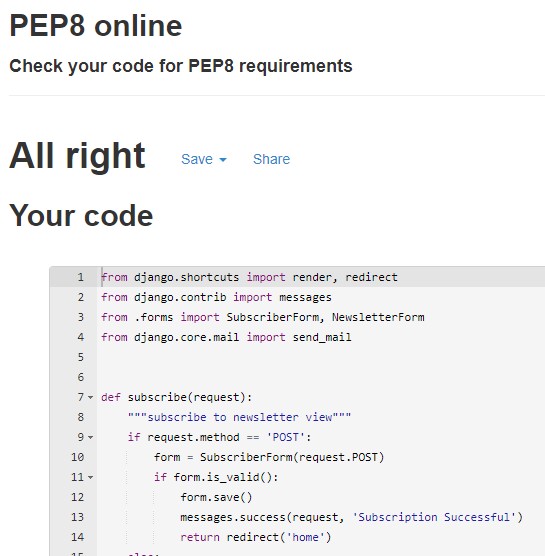 PEP8 online
Check your code for PEP8 requirements
All right Save Share
Your code
1 from django.shortcuts import render, redirect
2 from django.contrib import messages
3 from .forms import SubscriberForm, NewsletterForm
4 from django.core.mail import send_mail
5
6
7 def subscribe(request):
8 """subscribe to newsletter view"""
9 if request.method == 'POST':
10 form = SubscriberForm(request.POST)
11 if form.is_valid():
12 form.save()
13 messages.success(request, 'Subscription Successful')
14 return redirect('home')